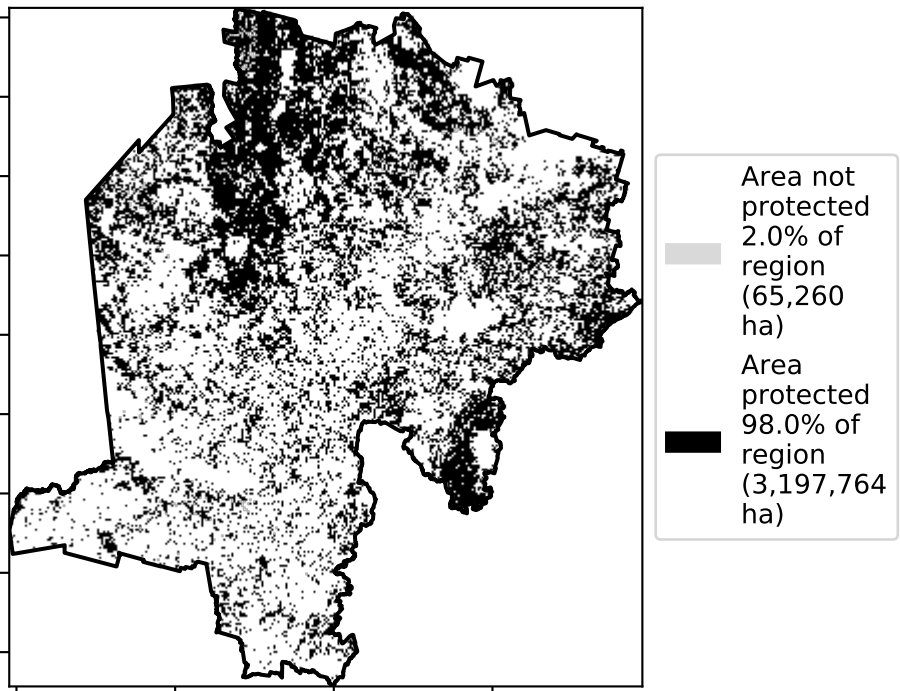 Area not
protected
2.0% of
region
(65,260
ha)
Area
protected
98.0% of
region
(3,197,764
ha)